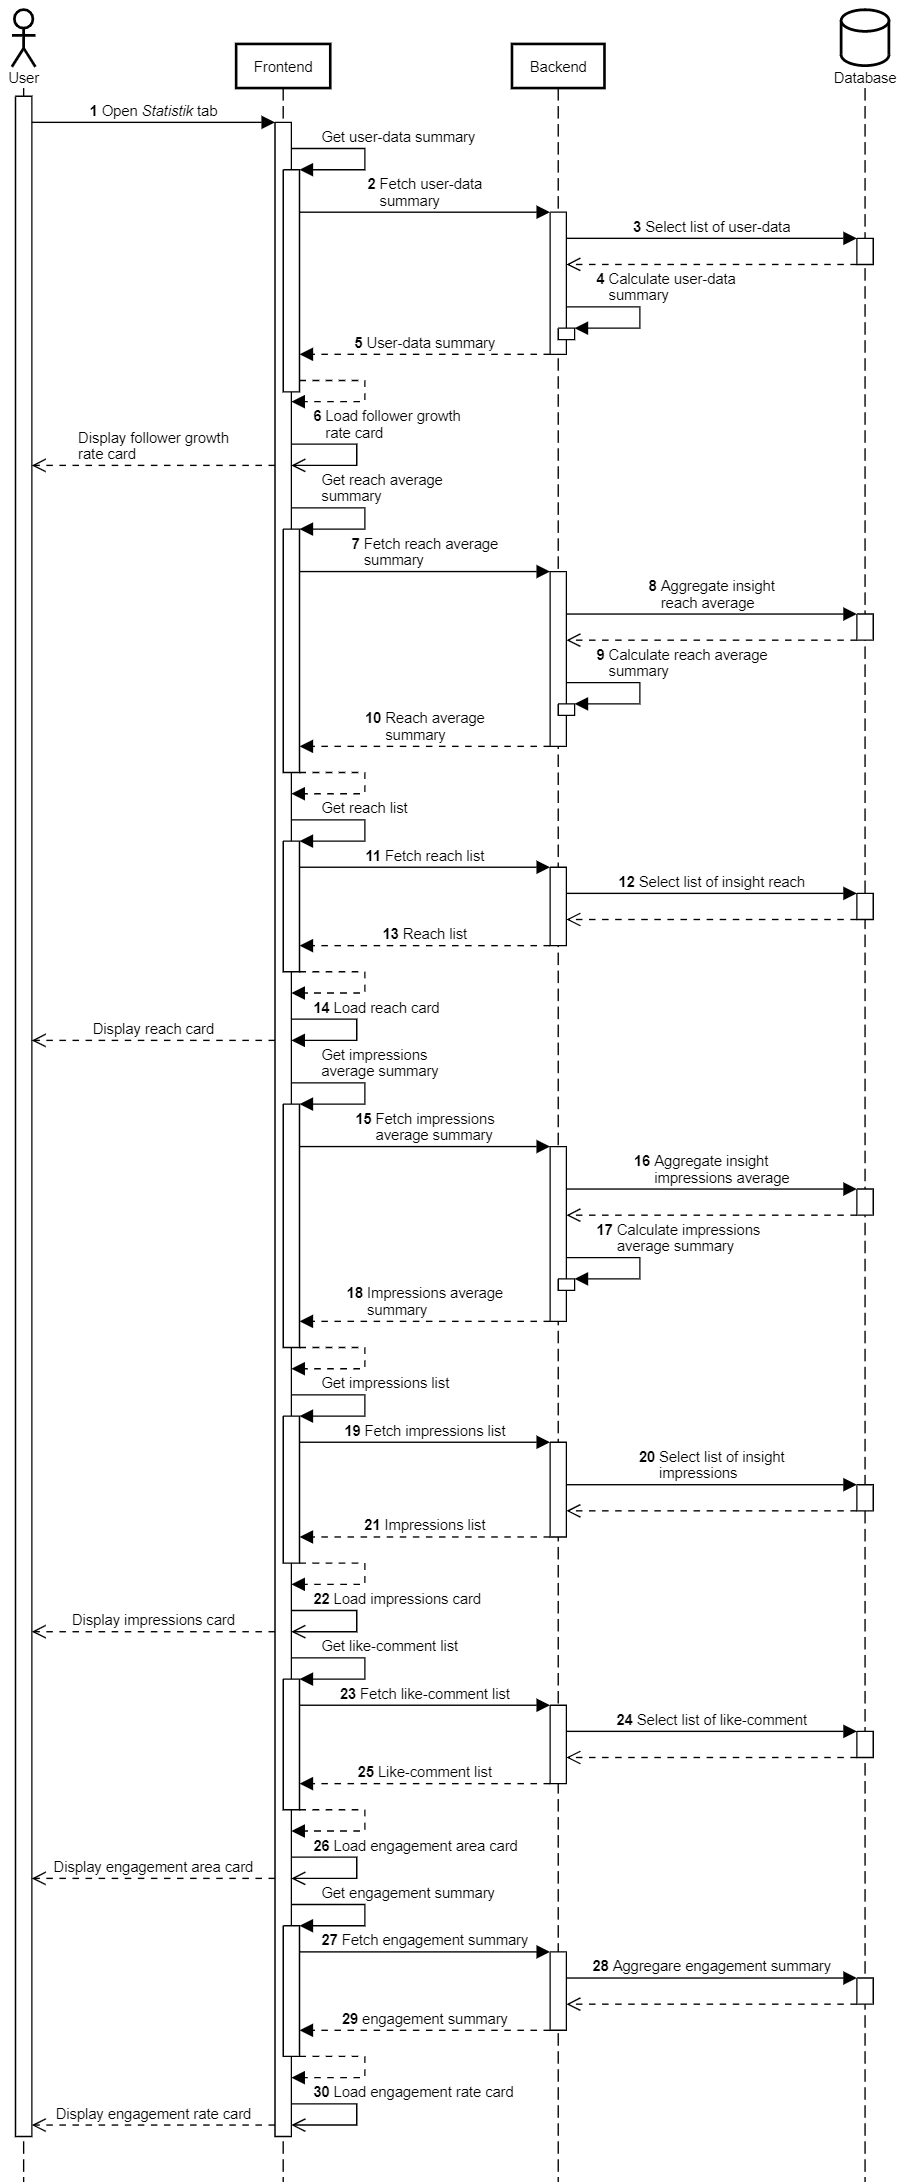 User
Frontend
Backend
Database
1 Open Statistik tab
Get user-data summary
2 Fetch user-data
summary
3 Select list of user-data
4 Calculate user-data
summary
5 User-data summary
6 Load follower growth
rate card
Display follower growth
rate card
Get reach average
summary
7 Fetch reach average
summary
8 Aggregate insight
reach average
9 Calculate reach average
summary
10 Reach average
summary
Get reach list
11 Fetch reach list
12 Select list of insight reach
13 Reach list
14 Load reach card
Display reach card
Get impressions
average summary
15 Fetch impressions
average summary
16 Aggregate insight
impressions average
17 Calculate impressions
average summary
18 Impressions average
summary
Get impressions list
19 Fetch impressions list
20 Select list of insight
impressions
21 Impressions list
22 Load impressions card
Display impressions card
Get like-comment list
23 Fetch like-comment list
24 Select list of like-comment
25 Like-comment list
26 Load engagement area card
Display engagement area card
Get engagement summary
27 Fetch engagement summary
28 Aggregare engagement summary
29 engagement summary
30 Load engagement rate card
Display engagement rate card